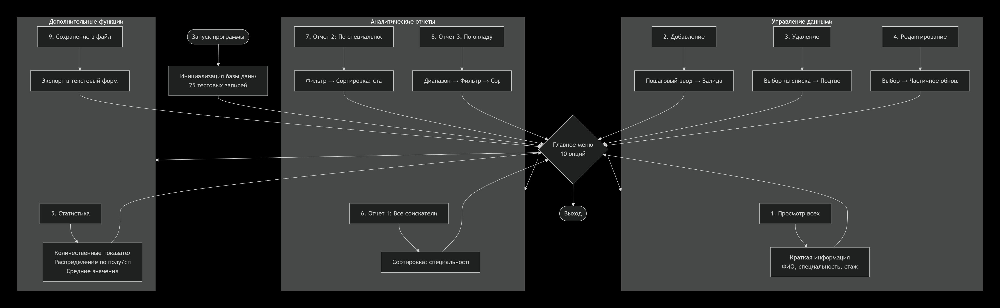 Дополнительные функции
9. Сохранение в файл
Экспорт в текстовый форм
5. Статистика
Количественные показател
Распределение по полу/сп
Средние значения
Запуск программы
Инициализация базы данн
25 тестовых записей
Аналитические отчеты
7. Отчет 2: По специальнос
8. Отчет 3: По окладу
Фильтр → Сортировка: ста
Диапазон → Фильтр → Сор
6. Отчет 1: Все соискатели
Сортировка: специальност
Главное меню
10 опций
Выход
Управление данными
2. Добавление
3. Удаление
4. Редактирование
Пошаговый ввод → Валида
Выбор из списка → Подтве
Выбор → Частичное обнов
1. Просмотр всех
Краткая информация
ФИО, специальность, стаж